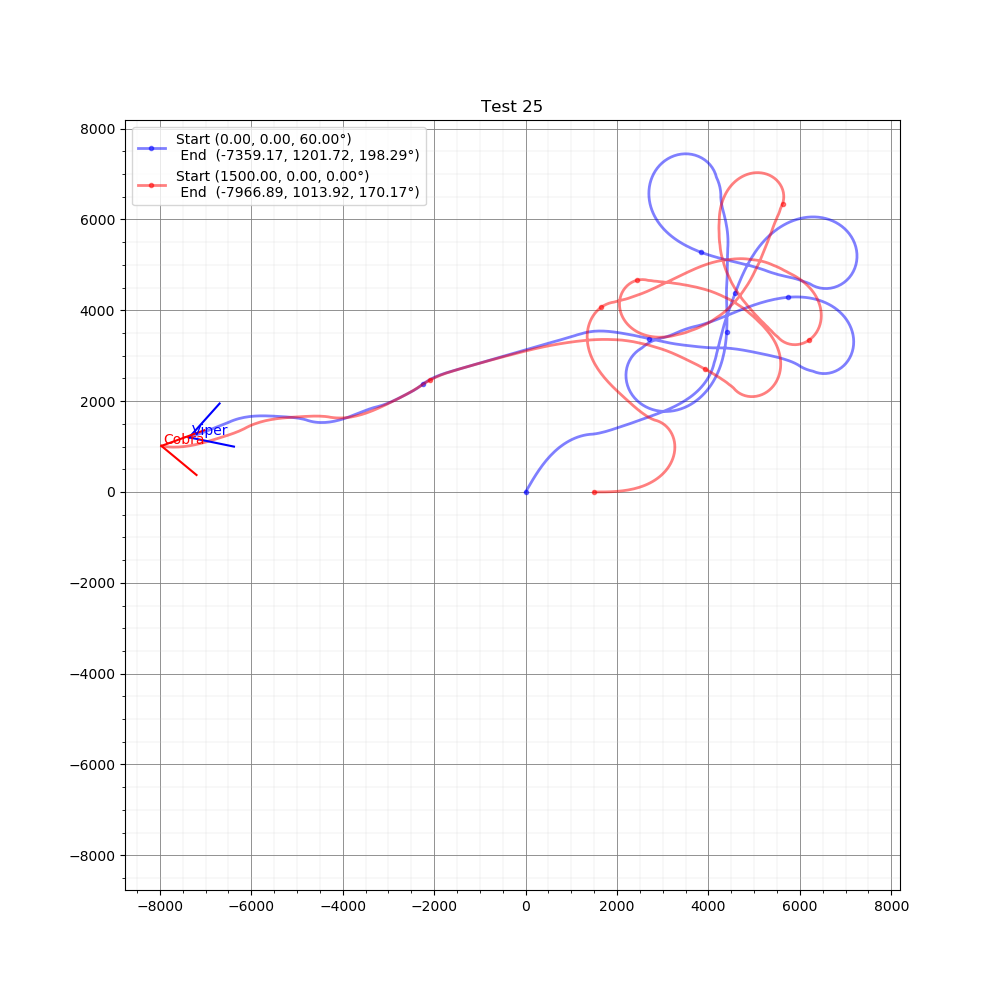 Test 25
Start (0.00, 0.00, 60.00°)
End (-7359.17, 1201.72, 198.29°)
Start (1500.00, 0.00, 0.00°)
End (-7966.89, 1013.92, 170.17°)
8000
6000
4000
2000
0
−2000
−4000
−6000
−8000
Viper
Cobra
−8000 −6000 −4000 −2000 0 2000 4000 6000 8000